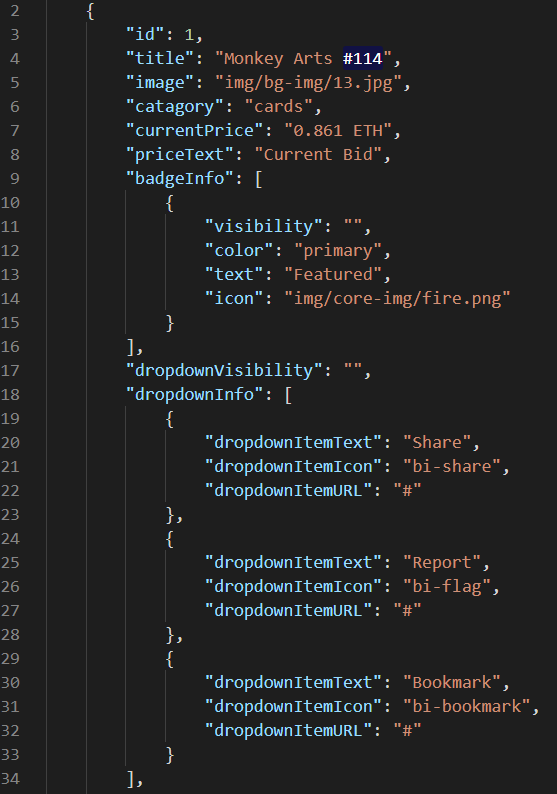 2 {
3 "id": 1,
4 "title": "Monkey Arts #114",
5 "image": "img/bg-img/13.jpg",
6 "catagory": "cards",
7 "currentPrice": "0.861 ETH",
8 "priceText": "Current Bid",
9 "badgeInfo": [
10 {
11 "visibility": "",
12 "color": "primary",
13 "text": "Featured",
14 "icon": "img/core-img/fire.png"
15 }
16 ],
17 "dropdownVisibility": "",
18 "dropdownInfo": [
19 {
20 "dropdownItemText": "Share",
21 "dropdownItemIcon": "bi-share",
22 "dropdownItemURL": "#"
23 },
24 {
25 "dropdownItemText": "Report",
26 "dropdownItemIcon": "bi-flag",
27 "dropdownItemURL": "#"
28 },
29 {
30 "dropdownItemText": "Bookmark",
31 "dropdownItemIcon": "bi-bookmark",
32 "dropdownItemURL": "#"
33 }
34 ],